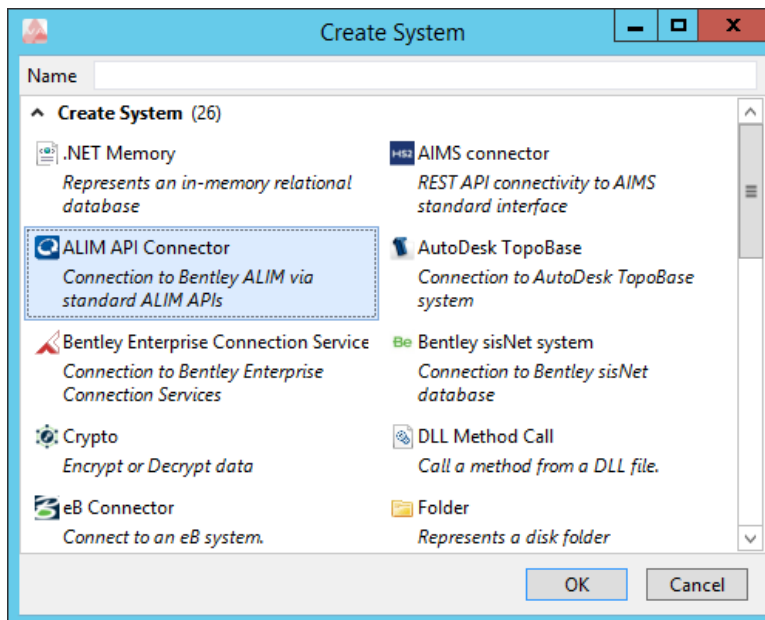 Create System
Name
Create System (26)
.NET Memory
Represents an in-memory relational
database
HS2 AIMS connector
REST API connectivity to AIMS
standard interface
ALIM API Connector
Connection to Bentley ALIM via
standard ALIM APIs
AutoDesk TopoBase
Connection to AutoDesk TopoBase
system
Bentley Enterprise Connection Service
Connection to Bentley Enterprise
Connection Services
Be Bentley sisNet system
Connection to Bentley sisNet
database
Crypto
Encrypt or Decrypt data
DLL Method Call
Call a method from a DLL file.
eB Connector
Connect to an eB system.
Folder
Represents a disk folder
OK
Cancel